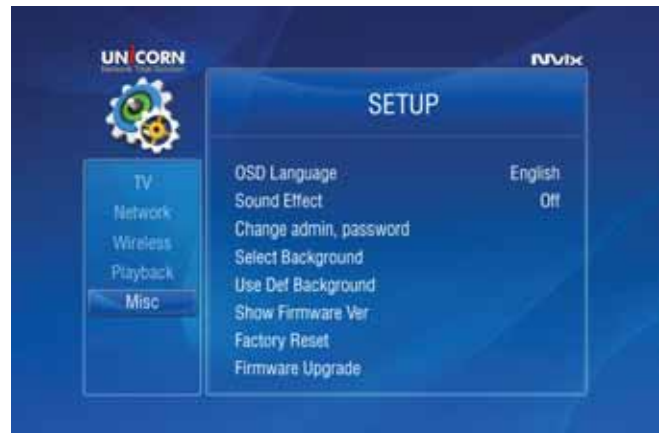 UNiCORN
NVix
SETUP
TV
Network
Wireless
Playback
Misc
OSD Language English
Sound Effect Off
Change admin, password
Select Background
Use Def Background
Show Firmware Ver
Factory Reset
Firmware Upgrade